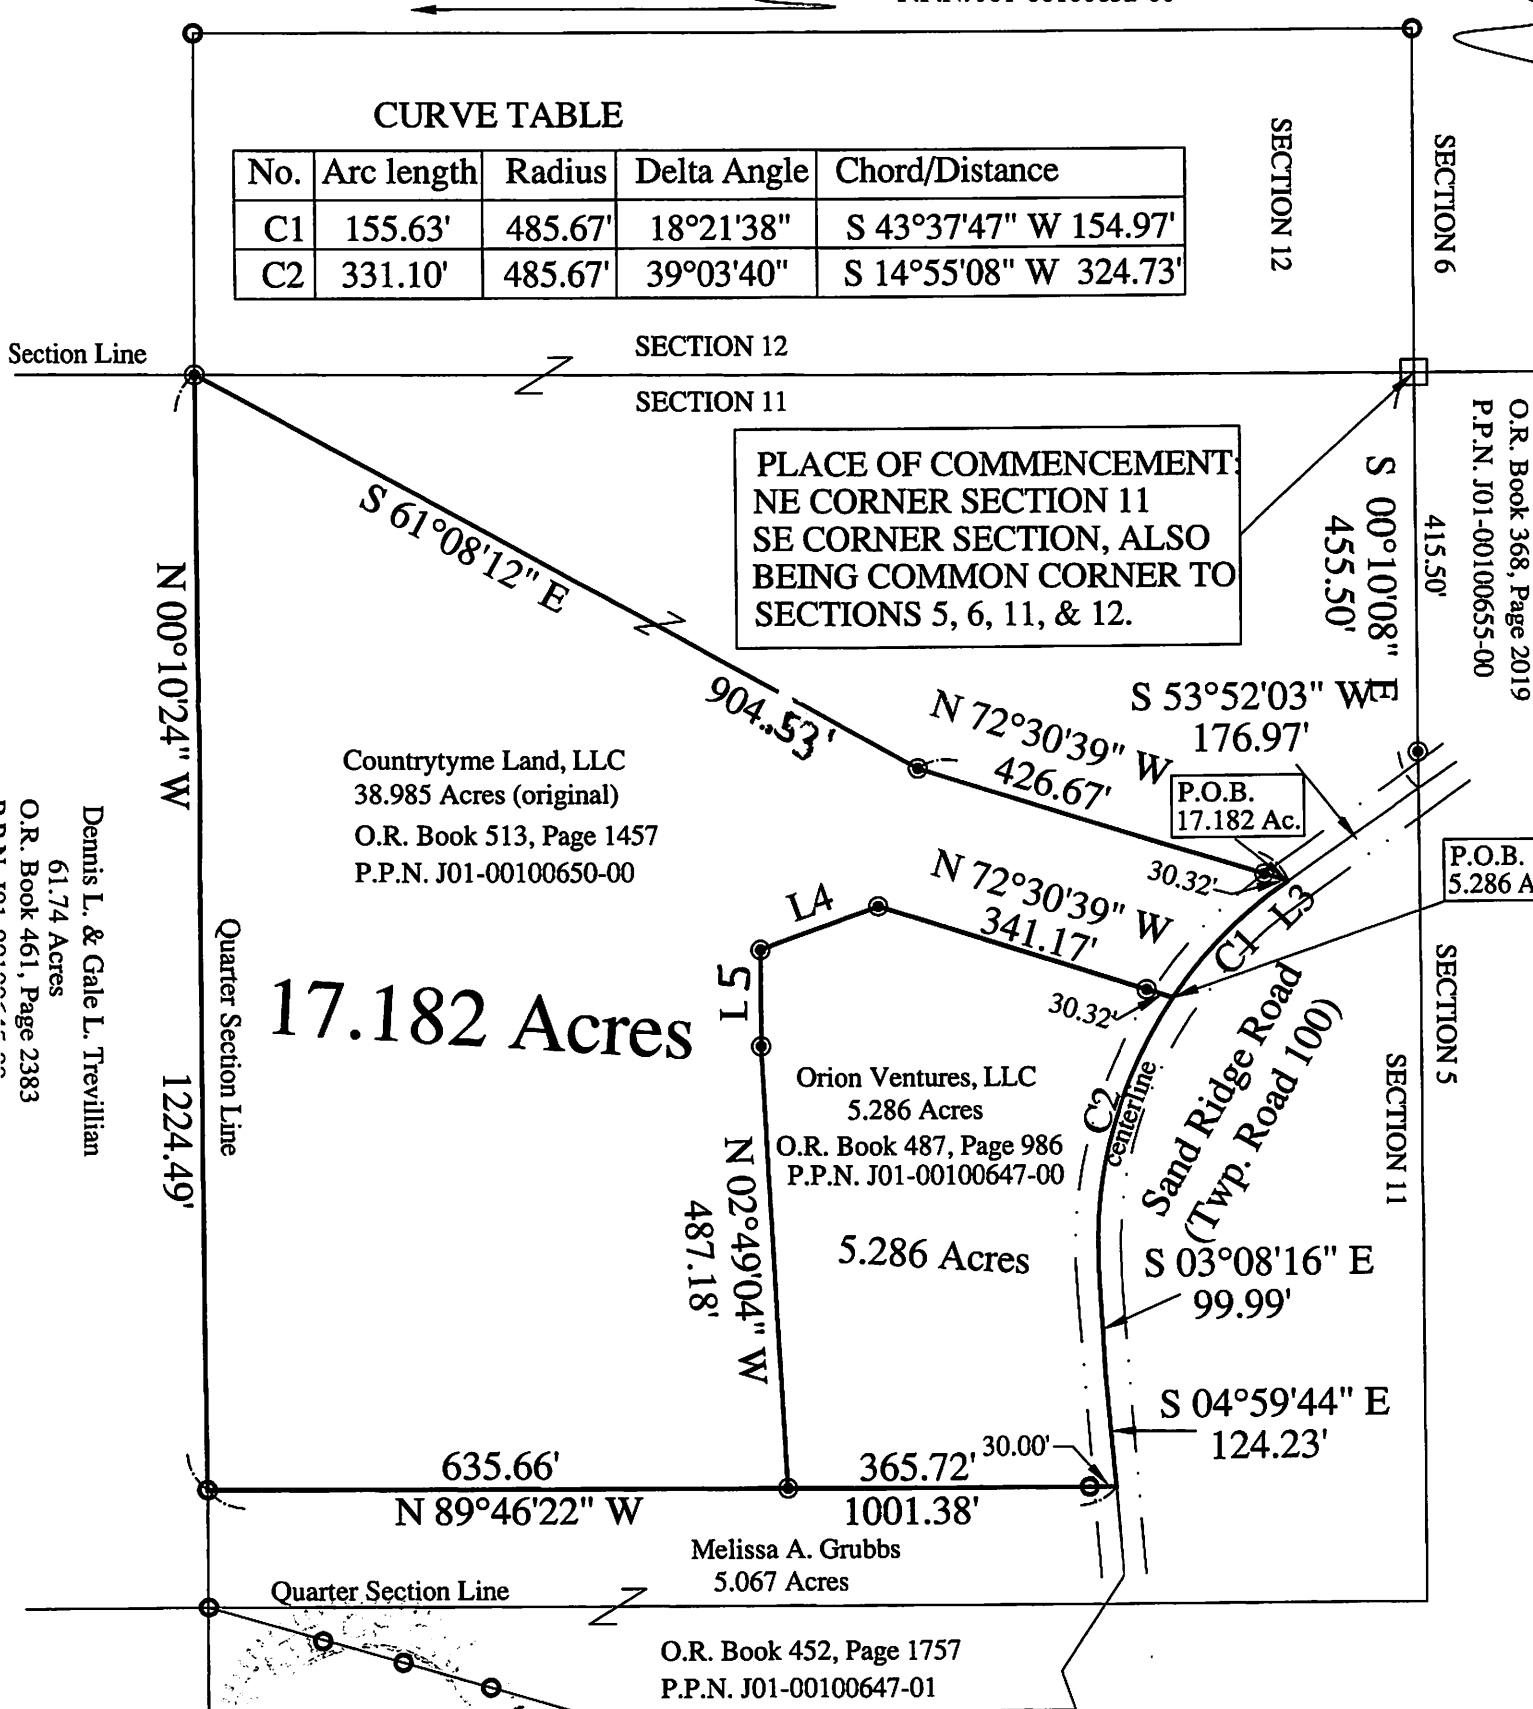 CURVE TABLE
No. Arc length Radius Delta Angle Chord/Distance
C1 155.63' 485.67' 18°21'38" S 43°37'47" W 154.97'
C2 331.10' 485.67' 39°03'40" S 14°55'08" W 324.73'
SECTION 12
SECTION 6
Section Line
SECTION 12
SECTION 11
PLACE OF COMMENCEMENT:
NE CORNER SECTION 11
SE CORNER SECTION, ALSO
BEING COMMON CORNER TO
SECTIONS 5, 6, 11, & 12.
S 00°10'08" E
455.50'
415.50'
O.R. Book 368, Page 2019
P.P.N. J01-00100655-00
S 61°08'12" E
904.53'
N 00°10'24" W
1224.49'
N 72°30'39" W
426.67'
S 53°52'03" W
176.97'
P.O.B.
17.182 Ac.
30.32'
P.O.B.
5.286 A
Countrytyme Land, LLC
38.985 Acres (original)
O.R. Book 513, Page 1457
P.P.N. J01-00100650-00
Dennis L. & Gale L. Trevillian
61.74 Acres
O.R. Book 461, Page 2383
Quarter Section Line
L4
N 72°30'39" W
341.17'
C1 L3
L5
30.32'
17.182 Acres
Orion Ventures, LLC
5.286 Acres
O.R. Book 487, Page 986
P.P.N. J01-00100647-00
C2
centerline
Sand Ridge Road
(Twp. Road 100)
SECTION 5
SECTION 11
N 02°49'04" W
487.18'
5.286 Acres
S 03°08'16" E
99.99'
S 04°59'44" E
124.23'
635.66'
365.72'
30.00'
N 89°46'22" W
1001.38'
Melissa A. Grubbs
5.067 Acres
Quarter Section Line
O.R. Book 452, Page 1757
P.P.N. J01-00100647-01